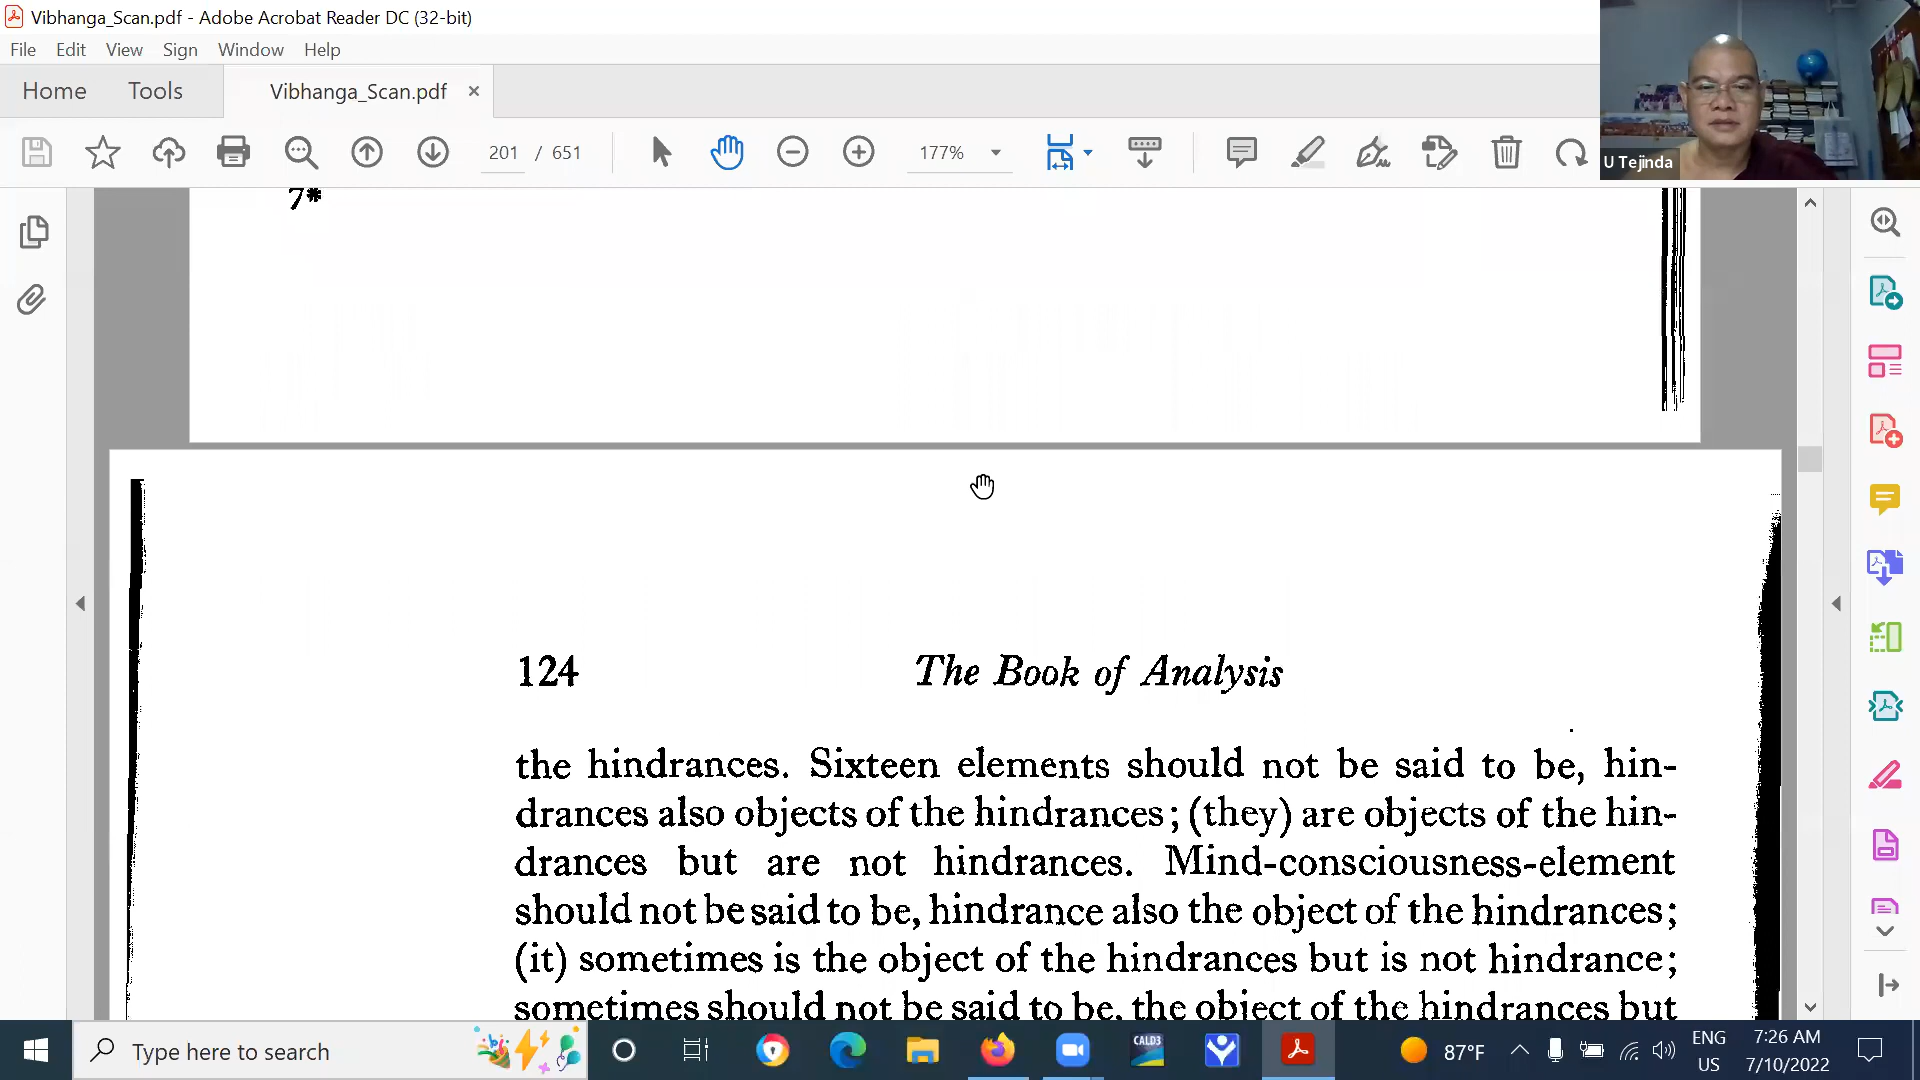 Vibhanga_Scan.pdf - Adobe Acrobat Reader DC (32-bit)
File Edit View Sign Window Help
Home Tools Vibhanga_Scan.pdf ×
201 / 651 177%
U Tejinda
7*
124 The Book of Analysis
the hindrances. Sixteen elements should not be said to be, hin-
drances also objects of the hindrances; (they) are objects of the hin-
drances but are not hindrances. Mind-consciousness-element
should not be said to be, hindrance also the object of the hindrances;
(it) sometimes is the object of the hindrances but is not hindrance;
sometimes should not be said to be, the object of the hindrances but
Type here to search
CALD3
87°F
ENG
US
7:26 AM
7/10/2022